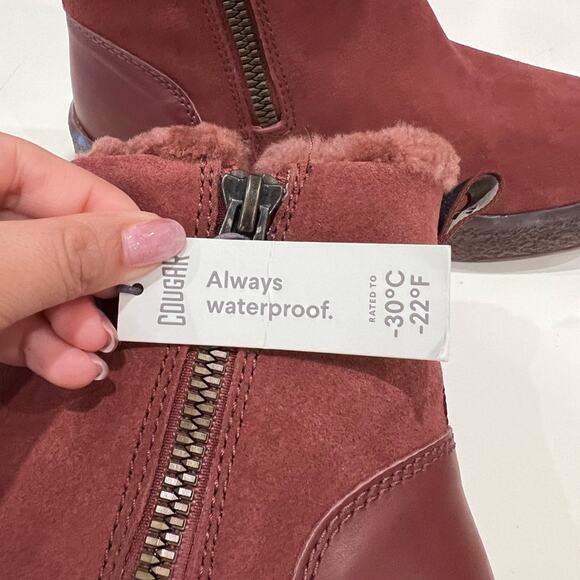 COUGAR
Always
waterproof.
RATED TO
-30°C
-22°F